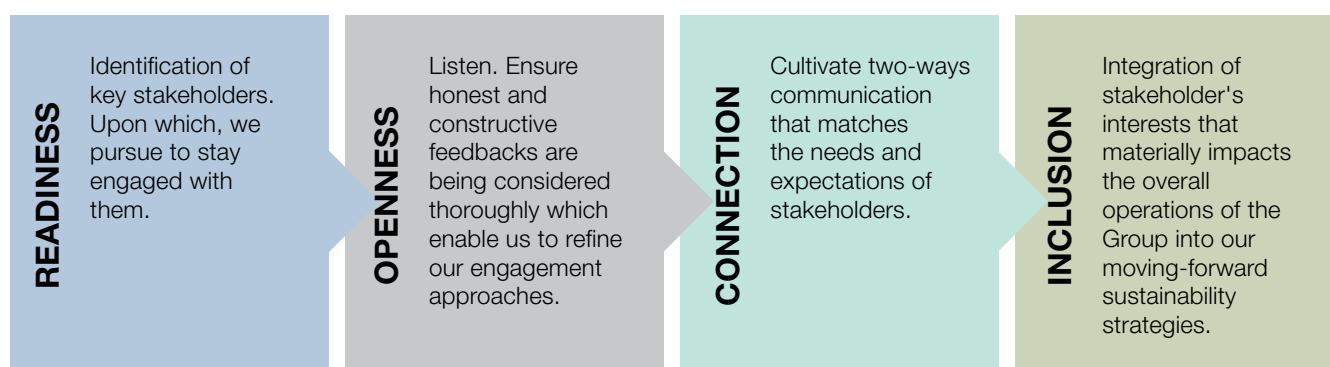 READINESS
Identification of
key stakeholders.
Upon which, we
pursue to stay
engaged with
them.
OPENNESS
Listen. Ensure
honest and
constructive
feedbacks are
being considered
thoroughly which
enable us to refine
our engagement
approaches.
CONNECTION
Cultivate two-ways
communication
that matches
the needs and
expectations of
stakeholders.
INCLUSION
Integration of
stakeholder's
interests that
materially impacts
the overall
operations of the
Group into our
moving-forward
sustainability
strategies.